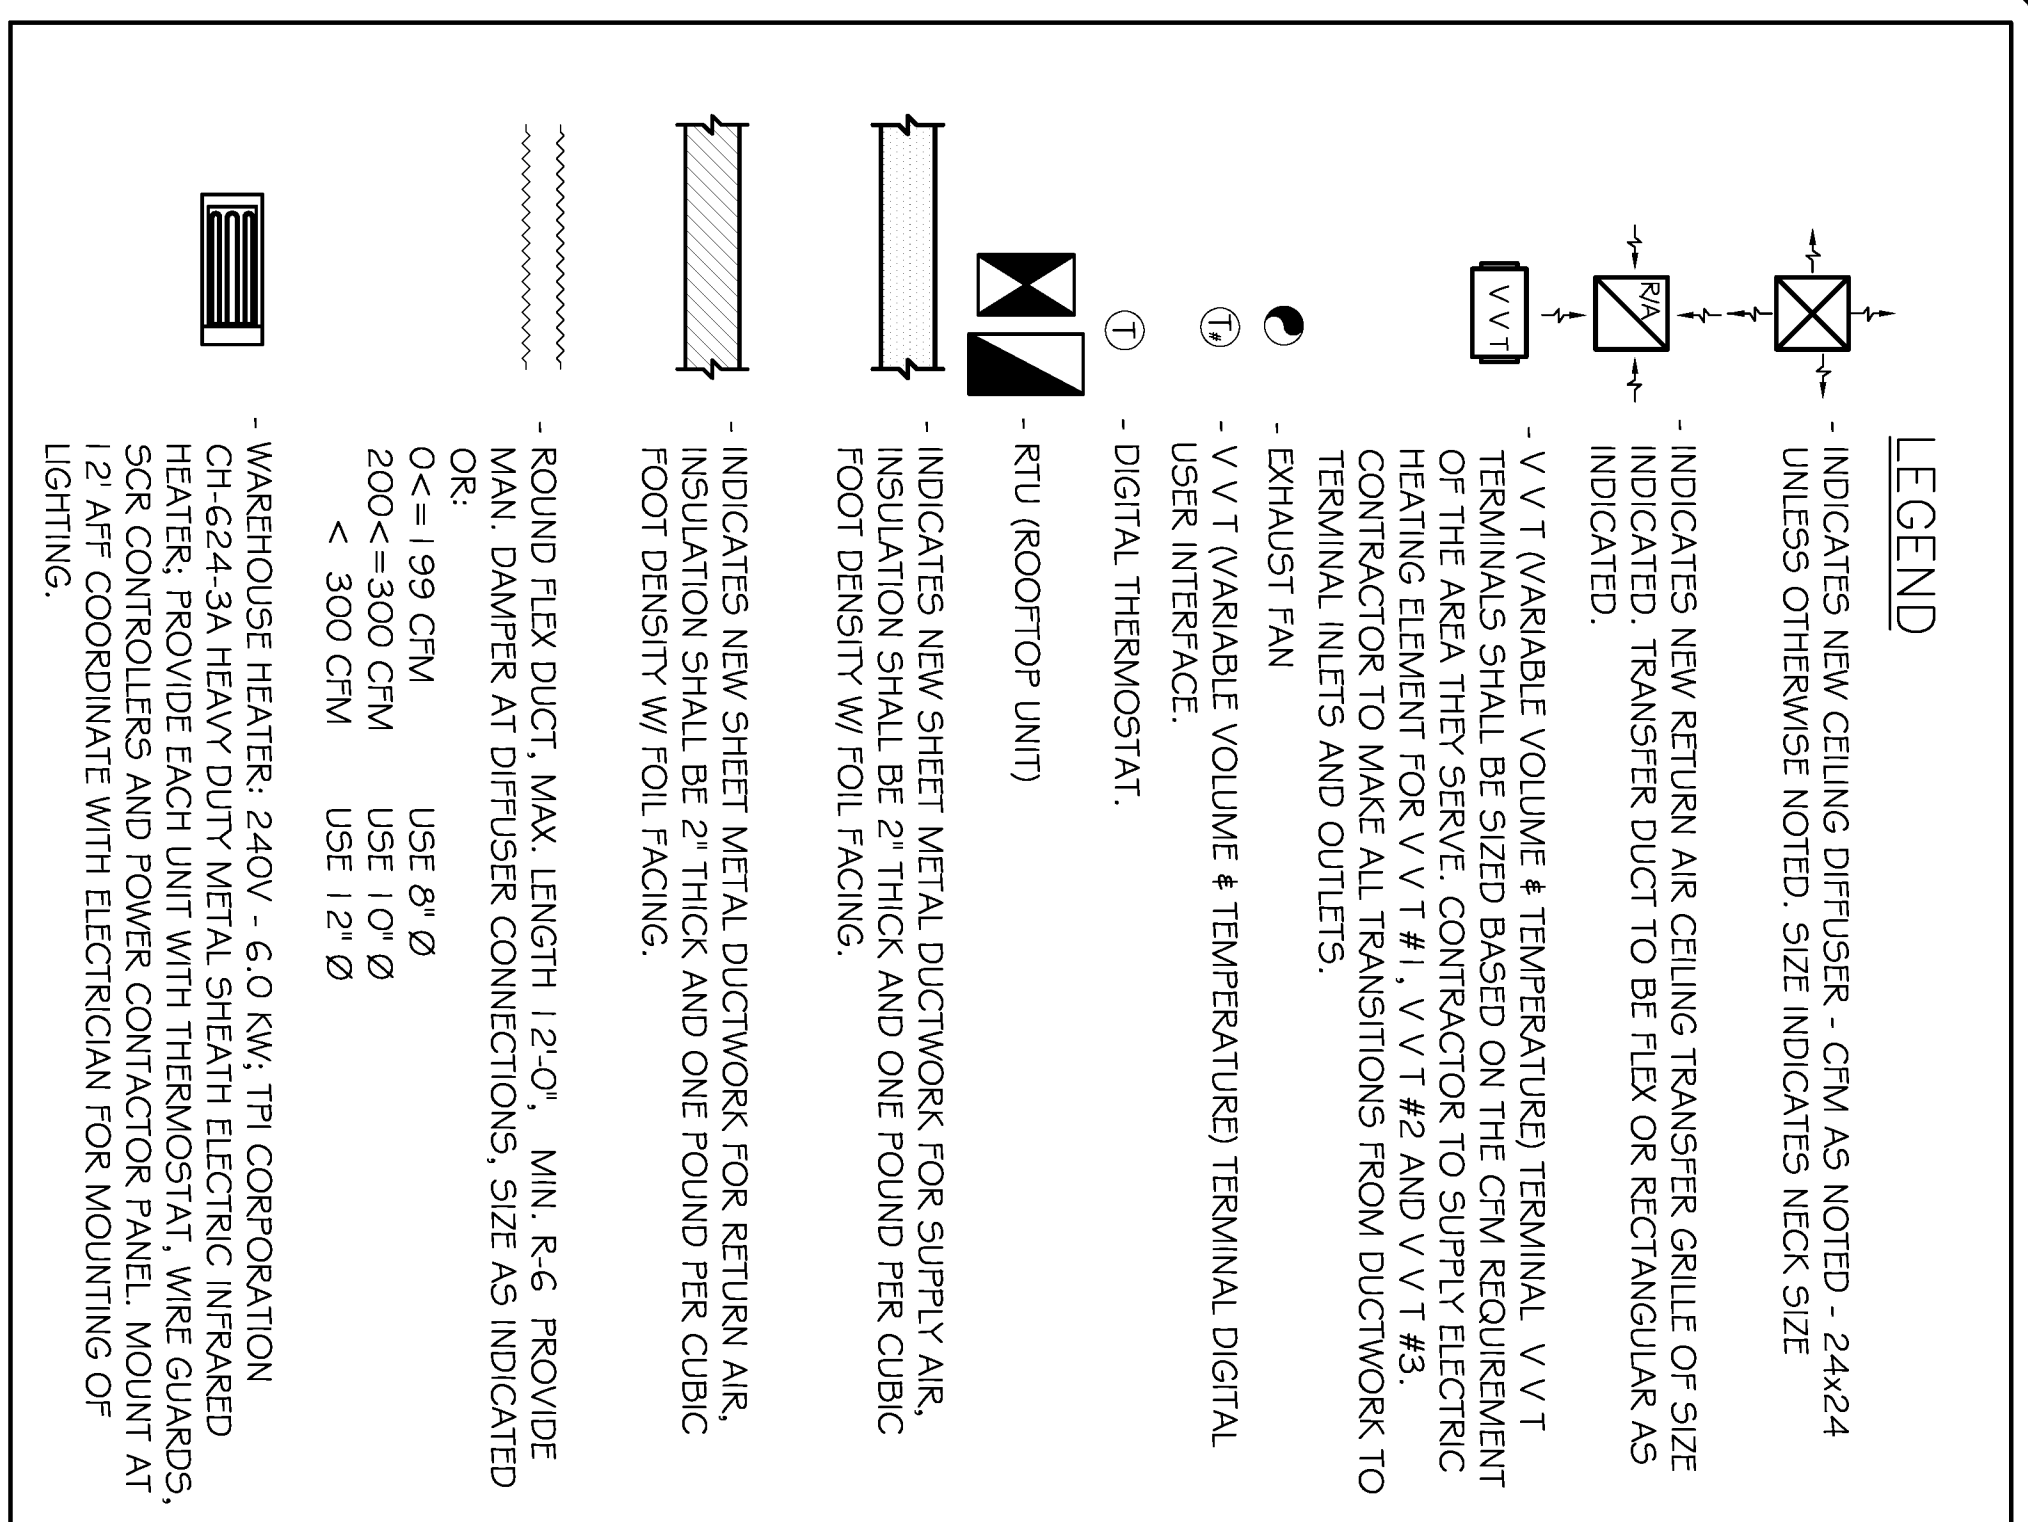 LEGEND
- INDICATES NEW CEILING DIFFUSER - CFM AS NOTED - 24x24
UNLESS OTHERWISE NOTED. SIZE INDICATES NECK SIZE
R/A
- INDICATES NEW RETURN AIR CEILING TRANSFER GRILLE OF SIZE
INDICATED. TRANSFER DUCT TO BE FLEX OR RECTANGULAR AS
INDICATED.
V V T
- V V T (VARIABLE VOLUME & TEMPERATURE) TERMINAL V V T
TERMINALS SHALL BE SIZED BASED ON THE CFM REQUIREMENT
OF THE AREA THEY SERVE. CONTRACTOR TO SUPPLY ELECTRIC
HEATING ELEMENT FOR V V T #1, V V T #2 AND V V T #3.
CONTRACTOR TO MAKE ALL TRANSITIONS FROM DUCTWORK TO
TERMINAL INLETS AND OUTLETS.
- EXHAUST FAN
T#
- V V T (VARIABLE VOLUME & TEMPERATURE) TERMINAL DIGITAL
USER INTERFACE.
T
- DIGITAL THERMOSTAT.
- RTU (ROOFTOP UNIT)
- INDICATES NEW SHEET METAL DUCTWORK FOR SUPPLY AIR,
INSULATION SHALL BE 2" THICK AND ONE POUND PER CUBIC
FOOT DENSITY W/ FOIL FACING.
- INDICATES NEW SHEET METAL DUCTWORK FOR RETURN AIR,
INSULATION SHALL BE 2" THICK AND ONE POUND PER CUBIC
FOOT DENSITY W/ FOIL FACING.
- ROUND FLEX DUCT, MAX. LENGTH 12'-0", MIN. R-6 PROVIDE
MAN. DAMPER AT DIFFUSER CONNECTIONS, SIZE AS INDICATED
OR:
0<=199 CFM USE 8" Ø
200<=300 CFM USE 10" Ø
< 300 CFM USE 12" Ø
- WAREHOUSE HEATER: 240V - 6.0 KW; TPI CORPORATION
CH-624-3A HEAVY DUTY METAL SHEATH ELECTRIC INFRARED
HEATER; PROVIDE EACH UNIT WITH THERMOSTAT, WIRE GUARDS,
SCR CONTROLLERS AND POWER CONTACTOR PANEL. MOUNT AT
12' AFF COORDINATE WITH ELECTRICIAN FOR MOUNTING OF
LIGHTING.